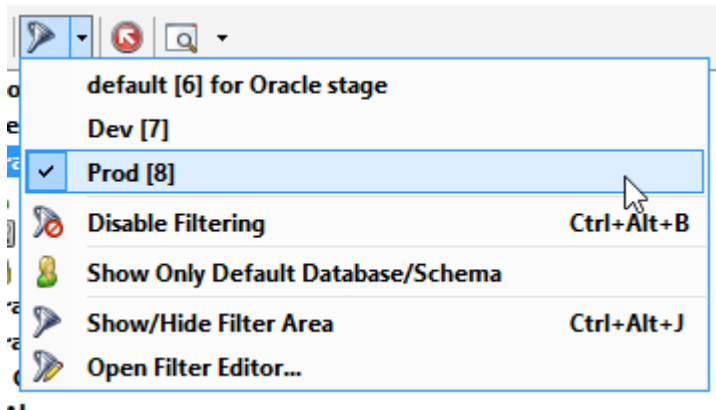 default [6] for Oracle stage
Dev [7]
Prod [8]
Disable Filtering Ctrl+Alt+B
Show Only Default Database/Schema
Show/Hide Filter Area Ctrl+Alt+J
Open Filter Editor...